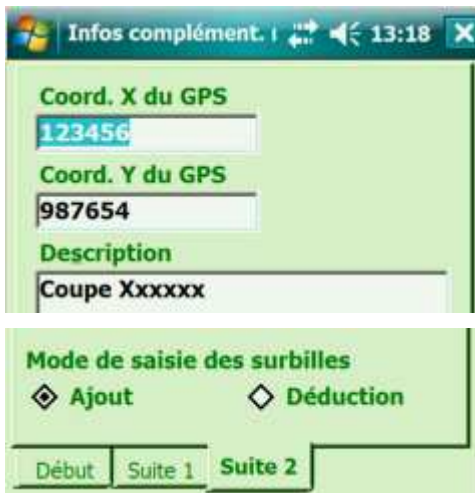 Infos complément. 13:18
Coord. X du GPS
123456
Coord. Y du GPS
987654
Description
Coupe Xxxxxx
Mode de saisie des surbilles
Ajout Déduction
Début Suite 1 Suite 2